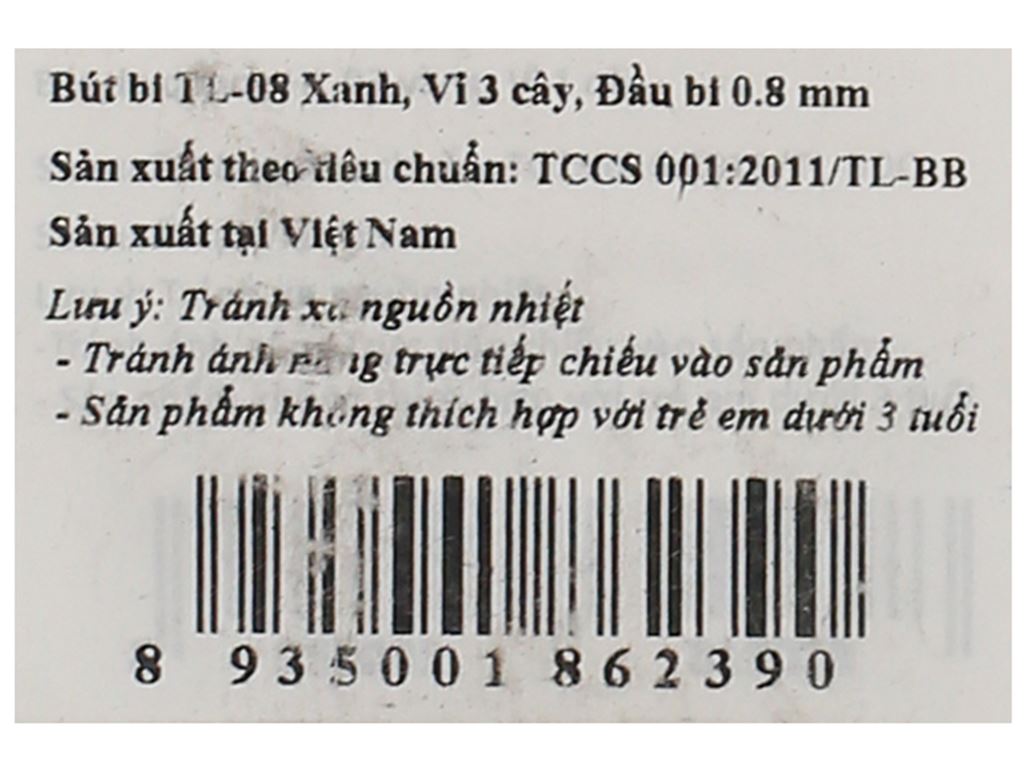 Bút bi TL-08 Xanh, Vỉ 3 cây, Đầu bi 0.8 mm
Sản xuất theo tiêu chuẩn: TCCS 001:2011/TL-BB
Sản xuất tại Việt Nam
Lưu ý: Tránh xa nguồn nhiệt
- Tránh ánh nắng trực tiếp chiếu vào sản phẩm
- Sản phẩm không thích hợp với trẻ em dưới 3 tuổi
8 935001 862390